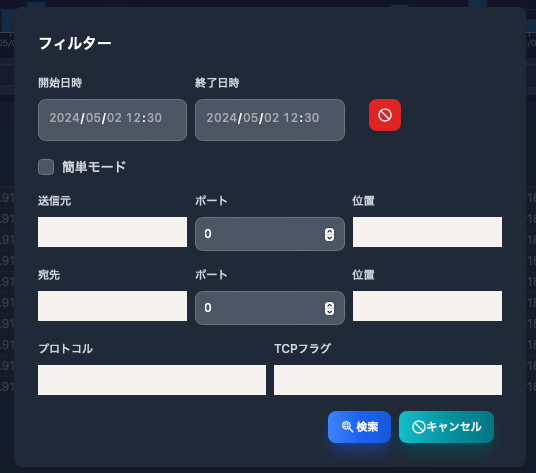 フィルター
開始日時 終了日時
2024/05/02 12:30 2024/05/02 12:30
簡単モード
送信元 ポート 位置
0
宛先 ポート 位置
0
プロトコル TCPフラグ
検索 キャンセル